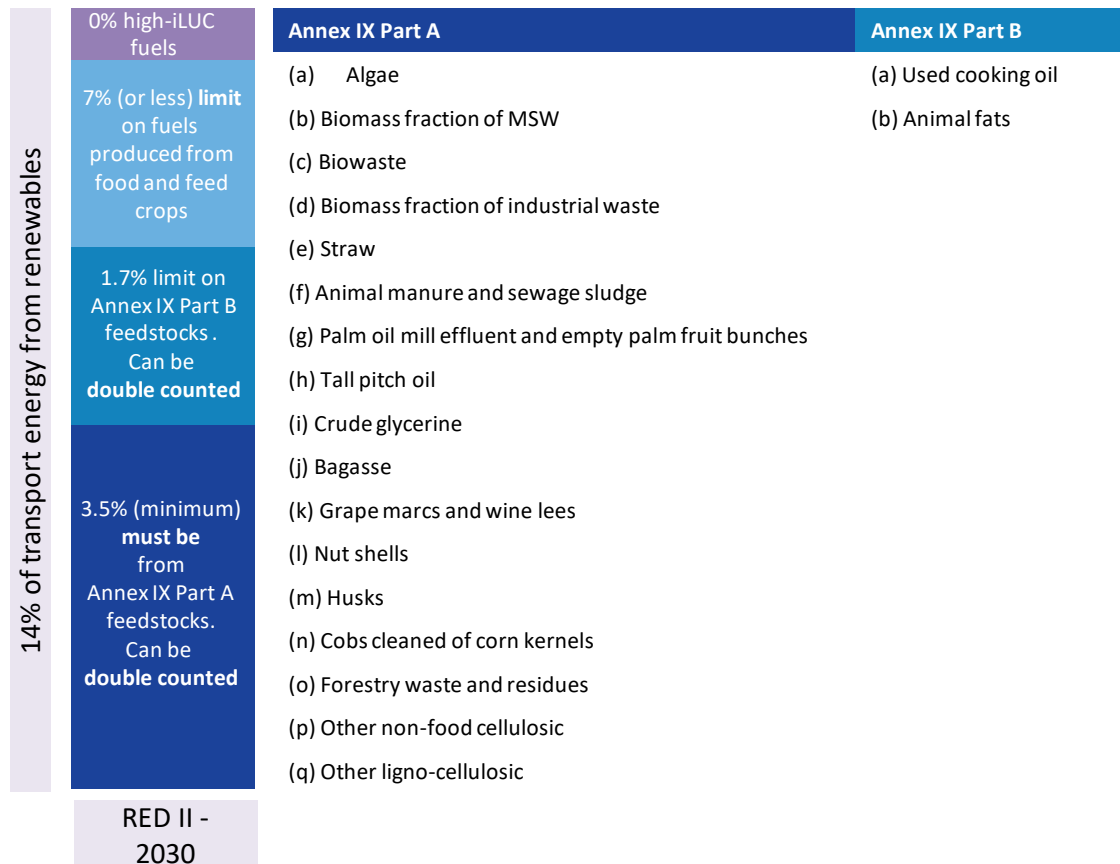 14% of transport energy from renewables
0% high-iLUC
fuels
7% (or less) limit
on fuels
produced from
food and feed
crops
1.7% limit on
Annex IX Part B
feedstocks .
Can be
double counted
3.5% (minimum)
must be
from
Annex IX Part A
feedstocks.
Can be
double counted
RED II -
2030
Annex IX Part A
(a) Algae
(b) Biomass fraction of MSW
(c) Biowaste
(d) Biomass fraction of industrial waste
(e) Straw
(f) Animal manure and sewage sludge
(g) Palm oil mill effluent and empty palm fruit bunches
(h) Tall pitch oil
(i) Crude glycerine
(j) Bagasse
(k) Grape marcs and wine lees
(l) Nut shells
(m) Husks
(n) Cobs cleaned of corn kernels
(o) Forestry waste and residues
(p) Other non-food cellulosic
(q) Other ligno-cellulosic
Annex IX Part B
(a) Used cooking oil
(b) Animal fats